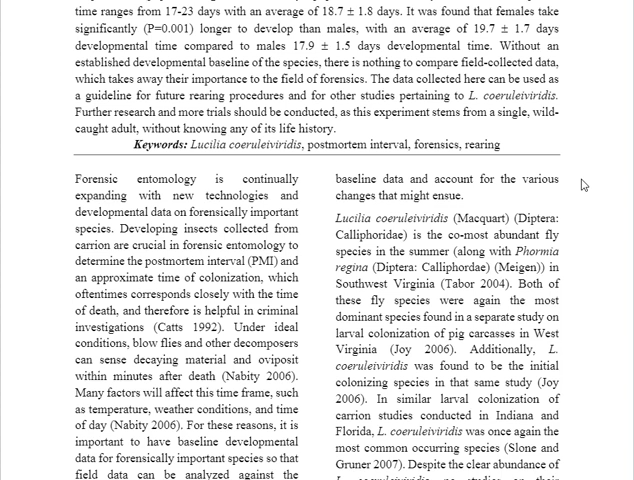 time ranges from 17-23 days with an average of 18.7 ± 1.8 days. It was found that females take
significantly (P=0.001) longer to develop than males, with an average of 19.7 ± 1.7 days
developmental time compared to males 17.9 ± 1.5 days developmental time. Without an
established developmental baseline of the species, there is nothing to compare field-collected data,
which takes away their importance to the field of forensics. The data collected here can be used as
a guideline for future rearing procedures and for other studies pertaining to L. coeruleiviridis.
Further research and more trials should be conducted, as this experiment stems from a single, wild-
caught adult, without knowing any of its life history.
Keywords: Lucilia coeruleiviridis, postmortem interval, forensics, rearing
Forensic entomology is continually
expanding with new technologies and
developmental data on forensically important
species. Developing insects collected from
carrion are crucial in forensic entomology to
determine the postmortem interval (PMI) and
an approximate time of colonization, which
oftentimes corresponds closely with the time
of death, and therefore is helpful in criminal
investigations (Catts 1992). Under ideal
conditions, blow flies and other decomposers
can sense decaying material and oviposit
within minutes after death (Nabity 2006).
Many factors will affect this time frame, such
as temperature, weather conditions, and time
of day (Nabity 2006). For these reasons, it is
important to have baseline developmental
data for forensically important species so that
field data can be analyzed against the
baseline data and account for the various
changes that might ensue.
Lucilia coeruleiviridis (Macquart) (Diptera:
Calliphoridae) is the co-most abundant fly
species in the summer (along with Phormia
regina (Diptera: Calliphordae) (Meigen)) in
Southwest Virginia (Tabor 2004). Both of
these fly species were again the most
dominant species found in a separate study on
larval colonization of pig carcasses in West
Virginia (Joy 2006). Additionally, L.
coeruleiviridis was found to be the initial
colonizing species in that same study (Joy
2006). In similar larval colonization of
carrion studies conducted in Indiana and
Florida, L. coeruleiviridis was once again the
most common occurring species (Slone and
Gruner 2007). Despite the clear abundance of